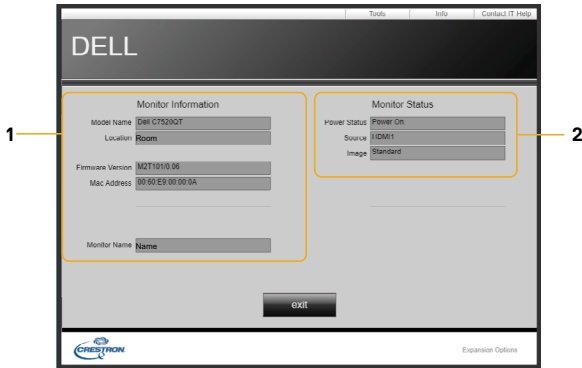 Tools Info Contact IT Help
DELL
Monitor Information
Model Name Dell C7520QT
Location Room
Firmware Version M2T101/0.06
Mac Address 00:60:E9:00:00:0A
Monitor Name Name
1
Monitor Status
Power Status Power On.
Source HDMI1
Image Standard
2
exit
CRESTRON
Expansion Options